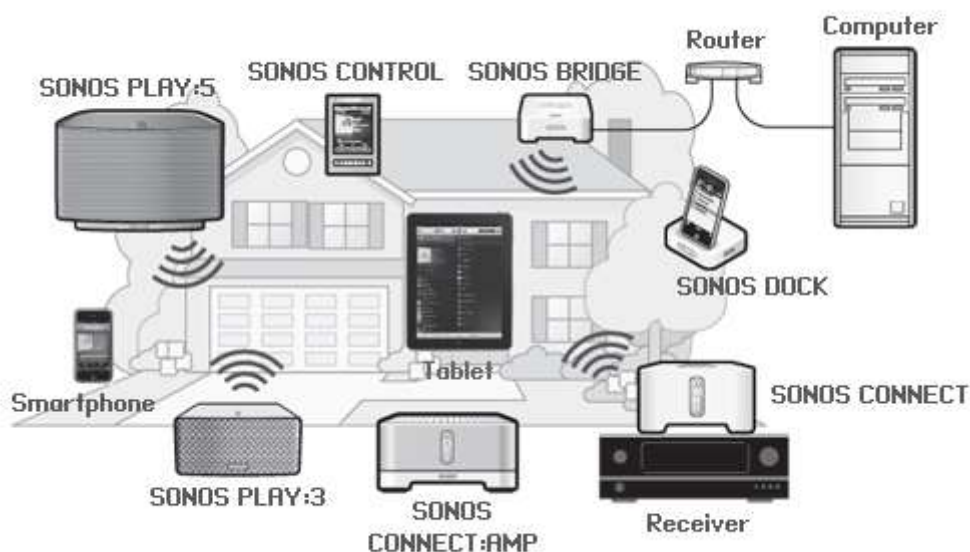 Computer
Router
SONOS CONTROL
SONOS BRIDGE
SONOS PLAY:5
SONOS DOCK
Tablet
Smartphone
SONOS CONNECT
SONOS PLAY:3
SONOS
CONNECT:AMP
Receiver